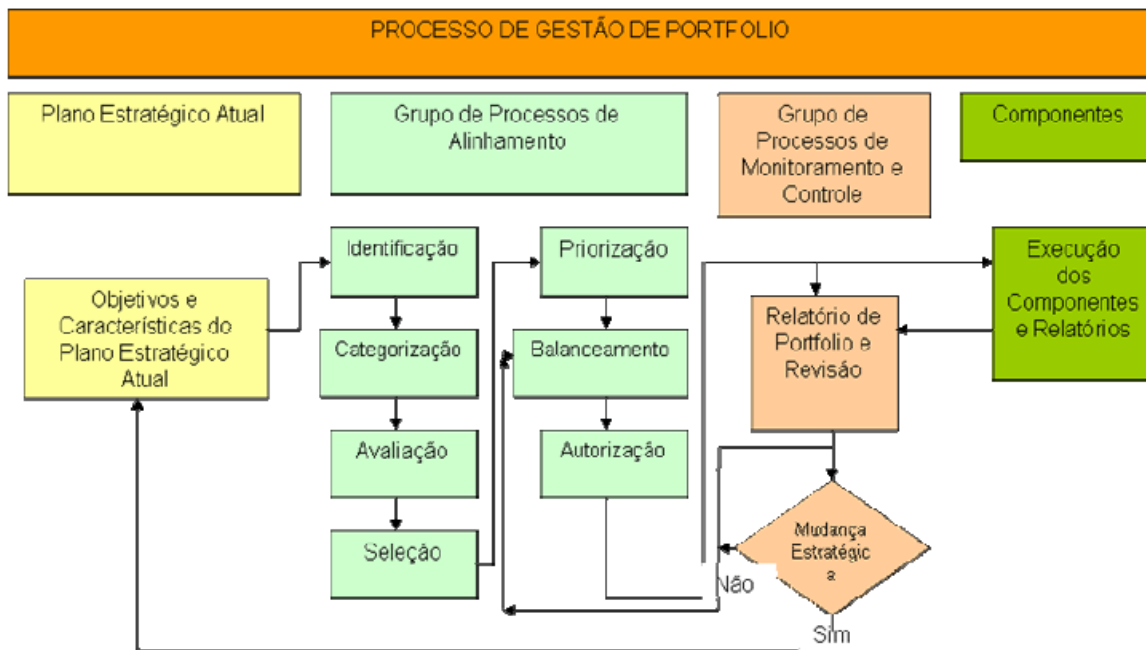 PROCESSO DE GESTÃO DE PORTFOLIO
Plano Estratégico Atual
Grupo de Processos de
Alinhamento
Grupo de
Processos de
Monitoramento e
Controle
Componentes
Objetivos e
Características do
Plano Estratégico
Atual
Identificação
Categorização
Avaliação
Seleção
Priorização
Balanceamento
Autorização
Relatório de
Portfolio e
Revisão
Mudança
Estratégic
a
Não
Sim
Execução
dos
Componentes
e Relatórios